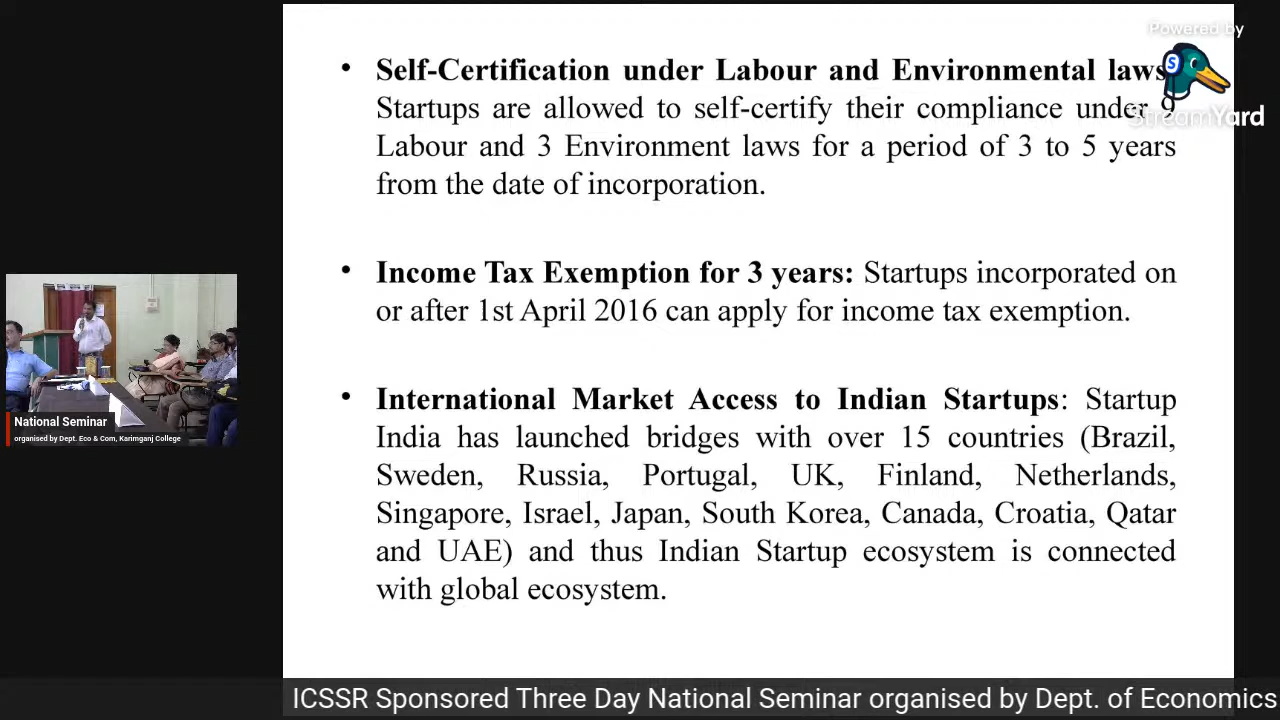 Powered by
StreamYard
• Self-Certification under Labour and Environmental laws
Startups are allowed to self-certify their compliance under 9
Labour and 3 Environment laws for a period of 3 to 5 years
from the date of incorporation.
• Income Tax Exemption for 3 years: Startups incorporated on
or after 1st April 2016 can apply for income tax exemption.
• International Market Access to Indian Startups: Startup
India has launched bridges with over 15 countries (Brazil,
Sweden, Russia, Portugal, UK, Finland, Netherlands,
Singapore, Israel, Japan, South Korea, Canada, Croatia, Qatar
and UAE) and thus Indian Startup ecosystem is connected
with global ecosystem.
National Seminar
organised by Dept. Eco & Com, Karimganj College
ICSSR Sponsored Three Day National Seminar organised by Dept. of Economics